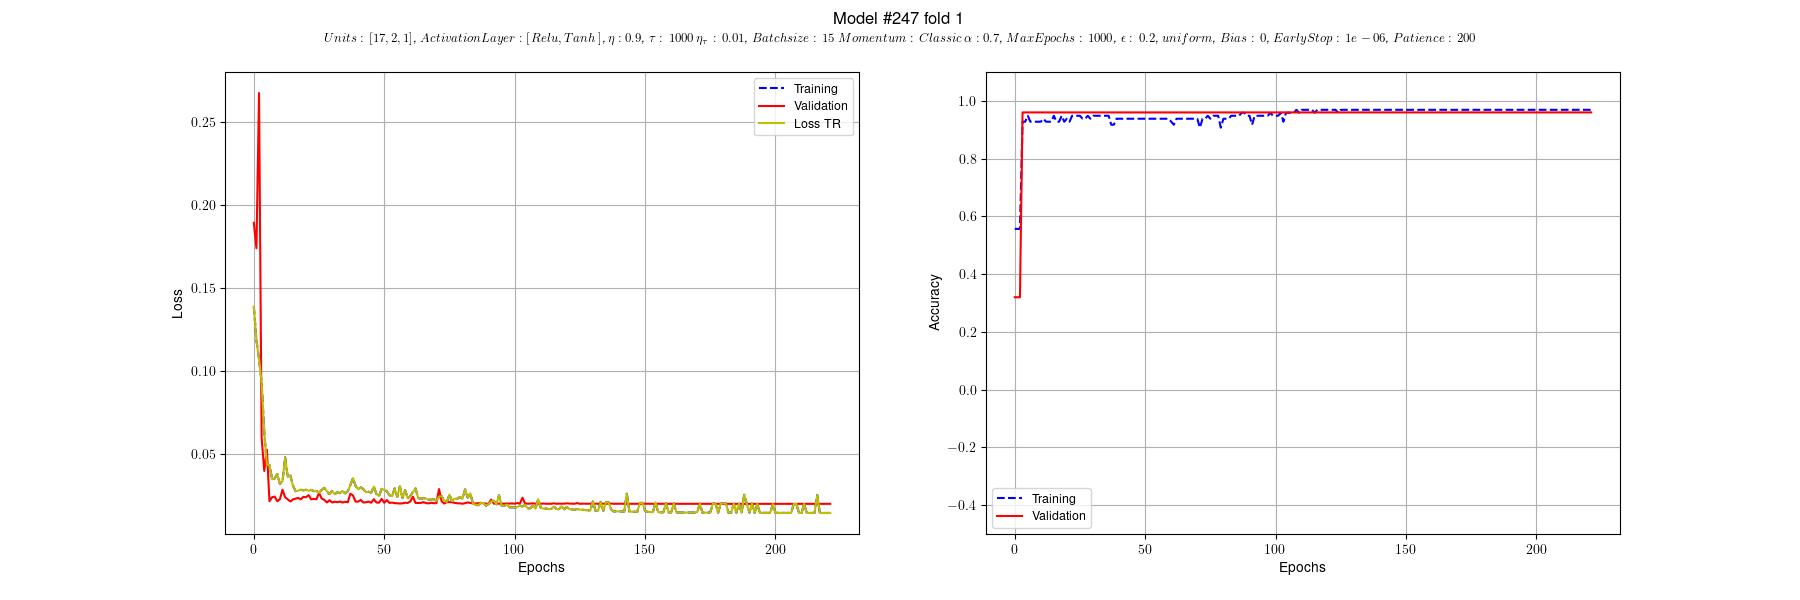 Model #247 fold 1
Units : [17, 2, 1], ActivationLayer : [Relu, Tanh], η : 0.9, τ : 1000 η_τ : 0.01, Batchsize : 15 Momentum : Classic α : 0.7, MaxEpochs : 1000, ϵ : 0.2, uniform, Bias : 0, EarlyStop : 1e − 06, Patience : 200
Training
Validation
Loss TR
0.25
0.20
0.15
0.10
0.05
Loss
0
50
100
150
200
Epochs
1.0
0.8
0.6
0.4
0.2
0.0
−0.2
−0.4
Accuracy
Training
Validation
0
50
100
150
200
Epochs